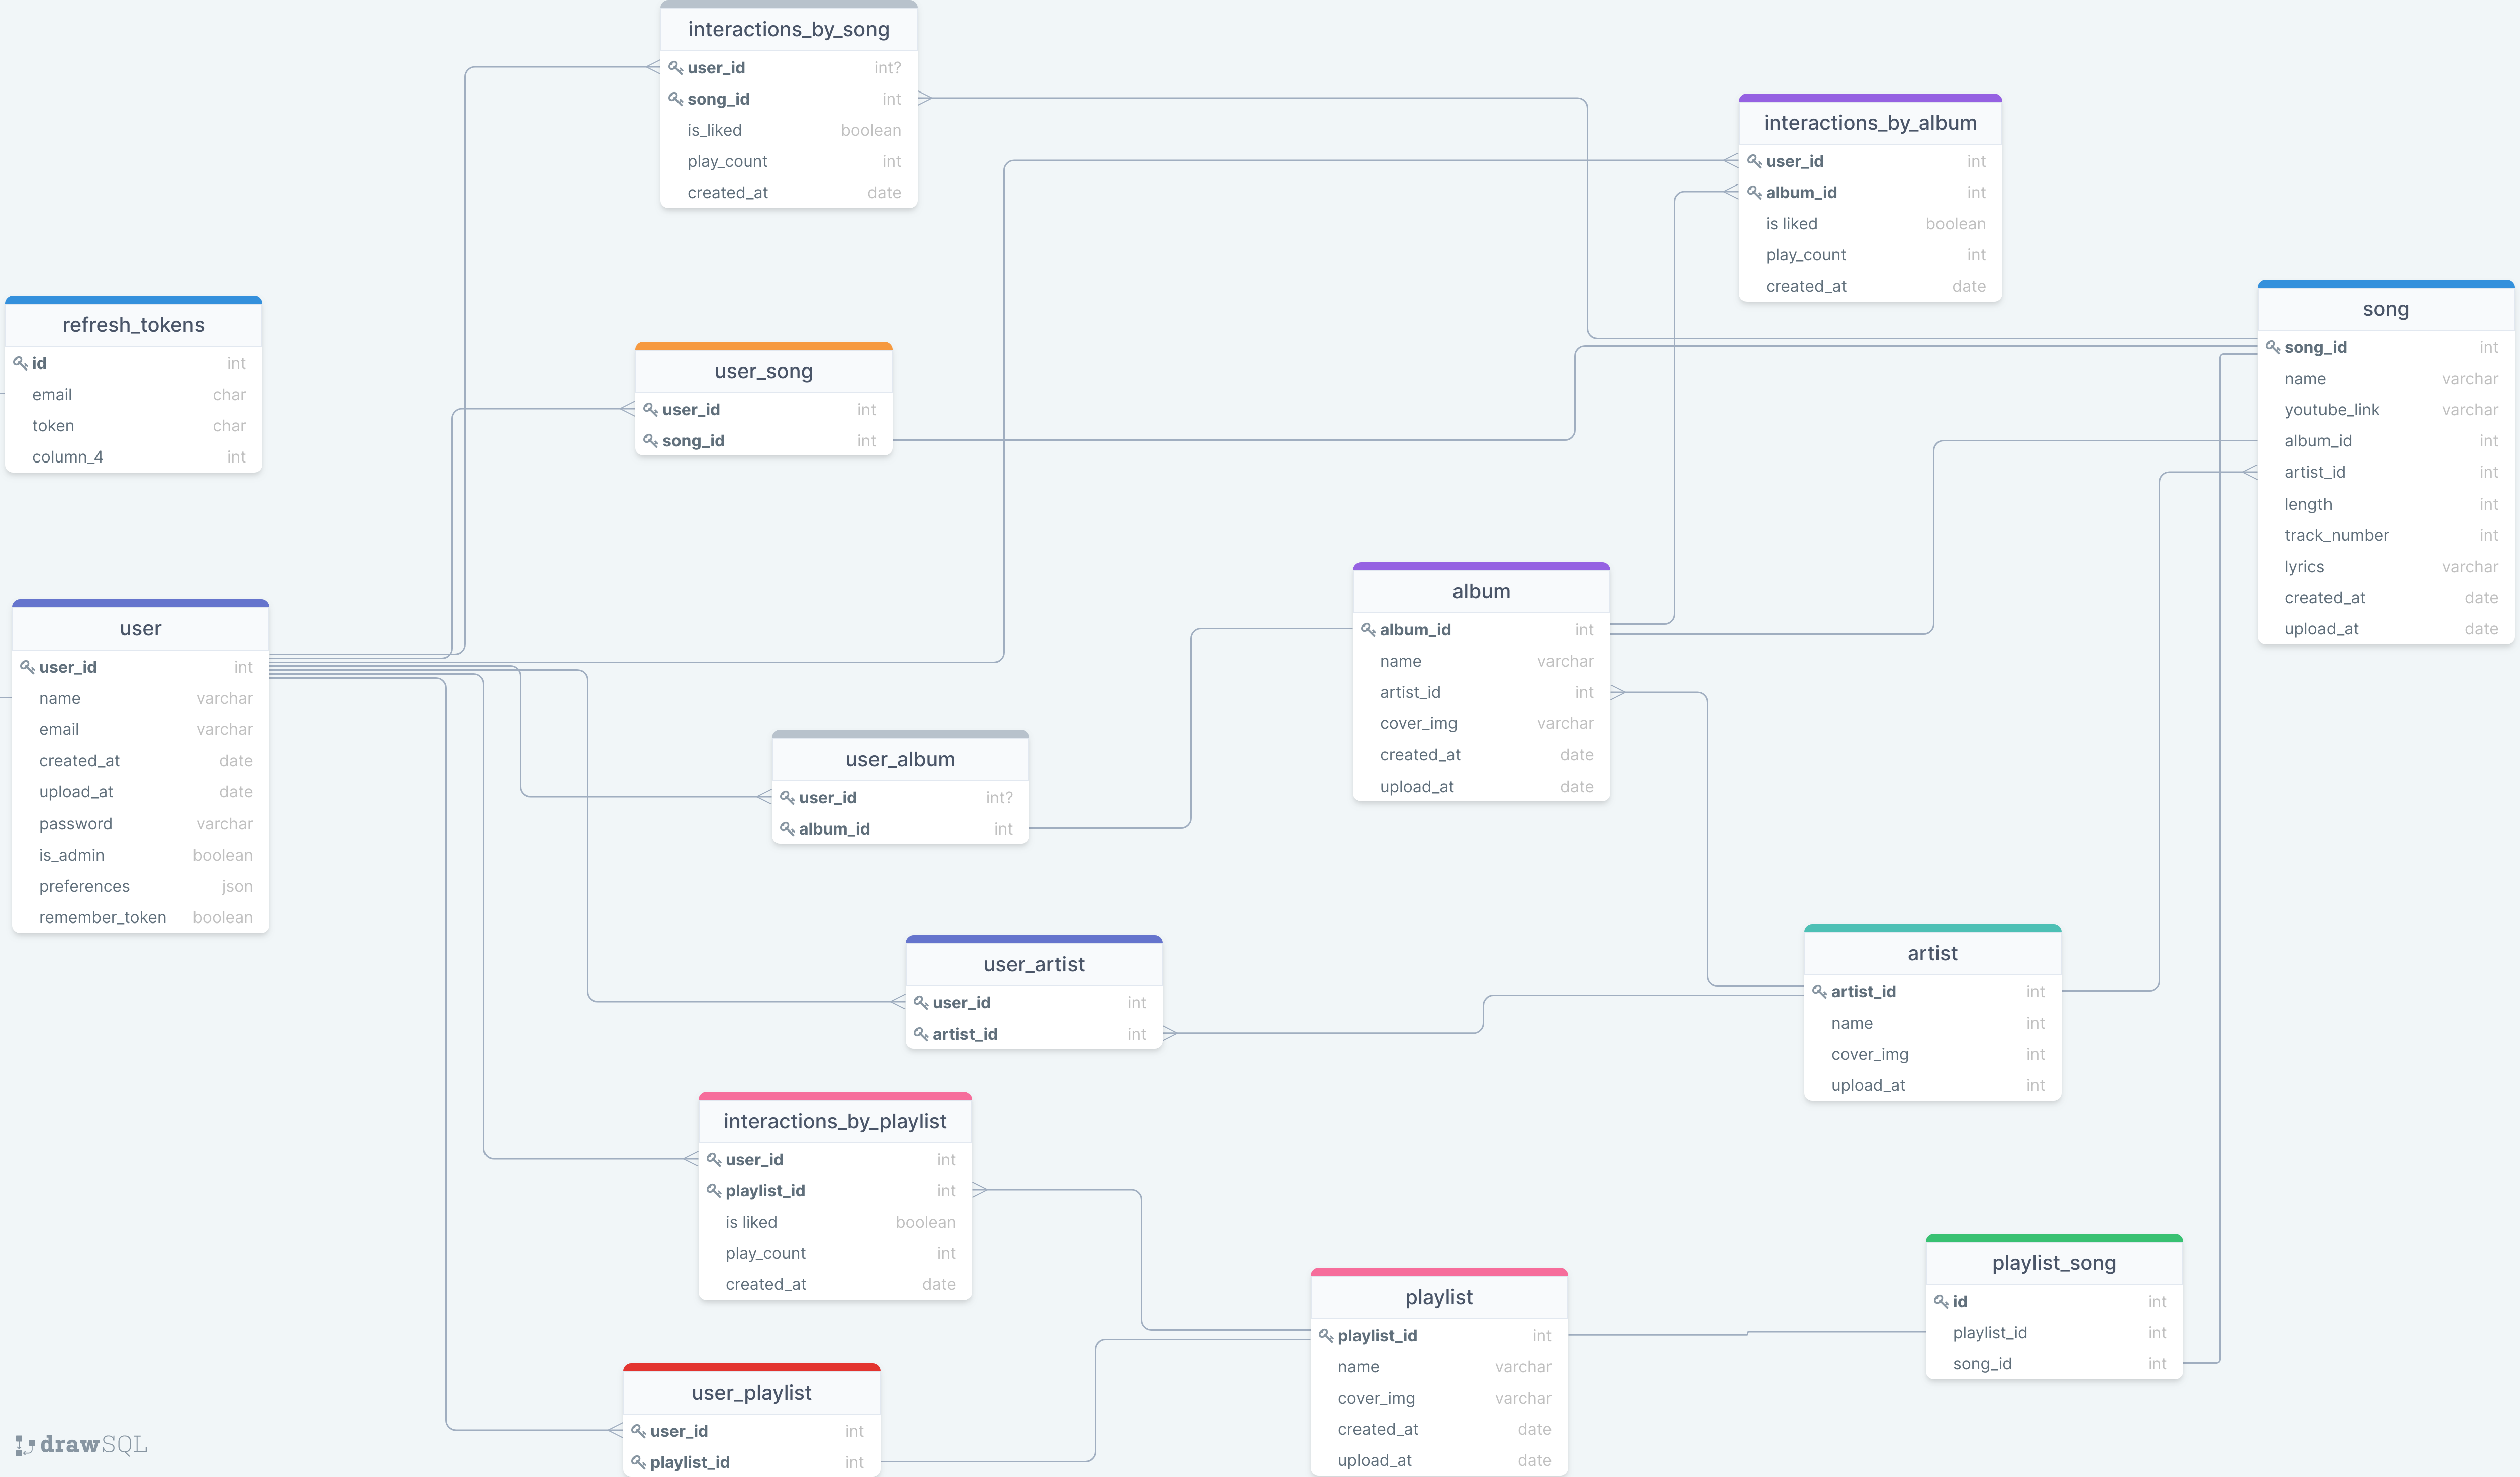 interactions_by_song
user_id int?
song_id int
is_liked boolean
play_count int
created_at date
interactions_by_album
user_id int
album_id int
is liked boolean
play_count int
created_at date
refresh_tokens
id int
email char
token char
column_4 int
user_song
user_id int
song_id int
song
song_id int
name varchar
youtube_link varchar
album_id int
artist_id int
length int
track_number int
lyrics varchar
created_at date
upload_at date
user
user_id int
name varchar
email varchar
created_at date
upload_at date
password varchar
is_admin boolean
preferences json
remember_token boolean
album
album_id int
name varchar
artist_id int
cover_img varchar
created_at date
upload_at date
user_album
user_id int?
album_id int
user_artist
user_id int
artist_id int
artist
artist_id int
name int
cover_img int
upload_at int
interactions_by_playlist
user_id int
playlist_id int
is liked boolean
play_count int
created_at date
playlist
playlist_id int
name varchar
cover_img varchar
created_at date
upload_at date
playlist_song
id int
playlist_id int
song_id int
user_playlist
user_id int
playlist_id int
drawSQL